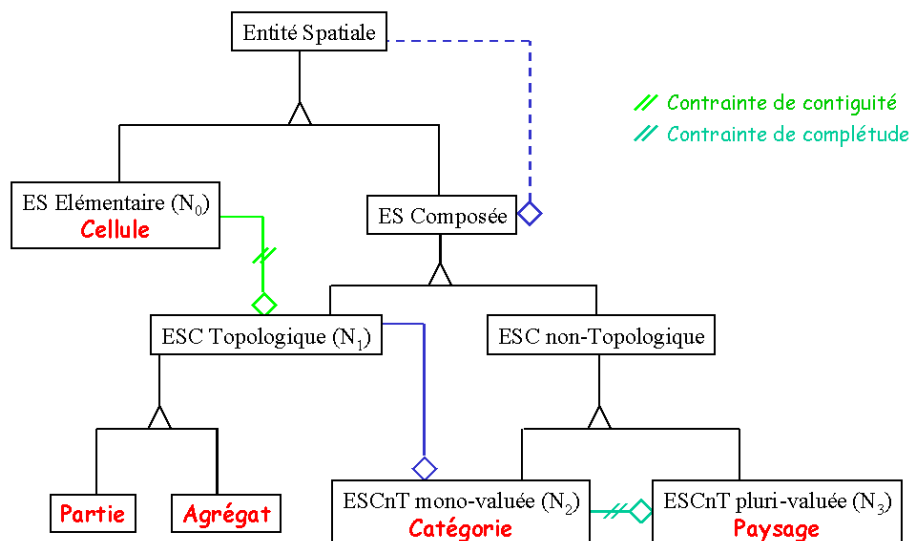 Entité Spatiale
Contrainte de contiguité
Contrainte de complétude
ES Elémentaire (N₀)
Cellule
ES Composée
ESC Topologique (N₁)
ESC non-Topologique
Partie
Agrégat
ESCnT mono-valuée (N₂)
Catégorie
ESCnT pluri-valuée (N₃)
Paysage